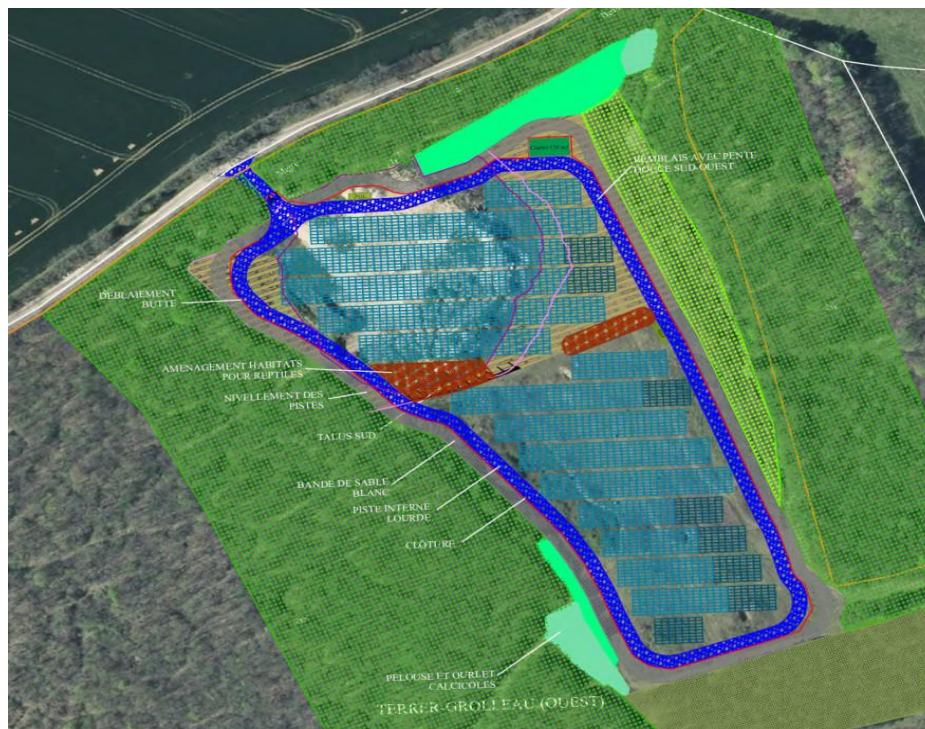 REMBLAIS AVEC PENTE
DOUCE SUD-OUEST
DEBLAIEMENT
BUTTE
AMENAGEMENT HABITATS
POUR REPTILES
NIVELLEMENT DES
PISTES
TALUS SUD
BANDE DE SABLE
BLANC
PISTE INTERNE
LOURDE
CLÔTURE
PELOUSE ET OURLET
CALCICOLES
TERRER-GROLLEAU (OUEST)